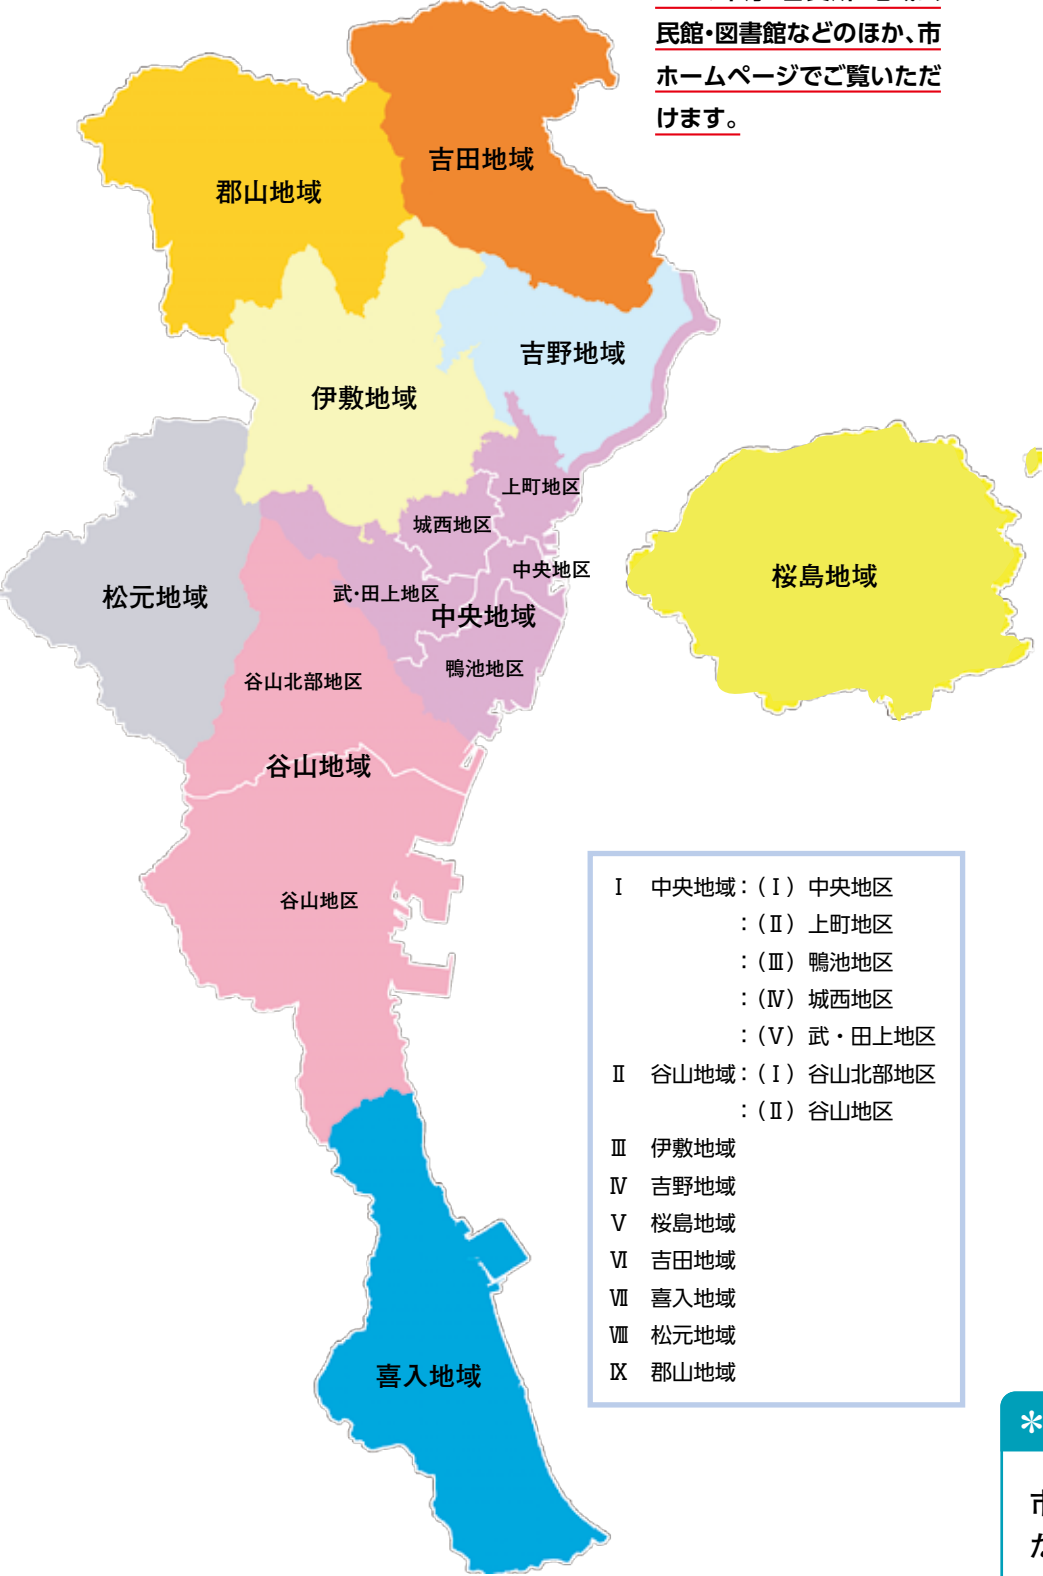 民館・図書館などのほか、市
ホームページでご覧いただ
けます。
吉田地域
郡山地域
吉野地域
伊敷地域
上町地区
城西地区
中央地区
桜島地域
武・田上地区
松元地域
中央地域
鴨池地区
谷山北部地区
谷山地域
谷山地区
喜入地域
Ⅰ 中央地域：（Ⅰ）中央地区
：（Ⅱ）上町地区
：（Ⅲ）鴨池地区
：（Ⅳ）城西地区
：（Ⅴ）武・田上地区
Ⅱ 谷山地域：（Ⅰ）谷山北部地区
：（Ⅱ）谷山地区
Ⅲ 伊敷地域
Ⅳ 吉野地域
Ⅴ 桜島地域
Ⅵ 吉田地域
Ⅶ 喜入地域
Ⅷ 松元地域
Ⅸ 郡山地域
＊